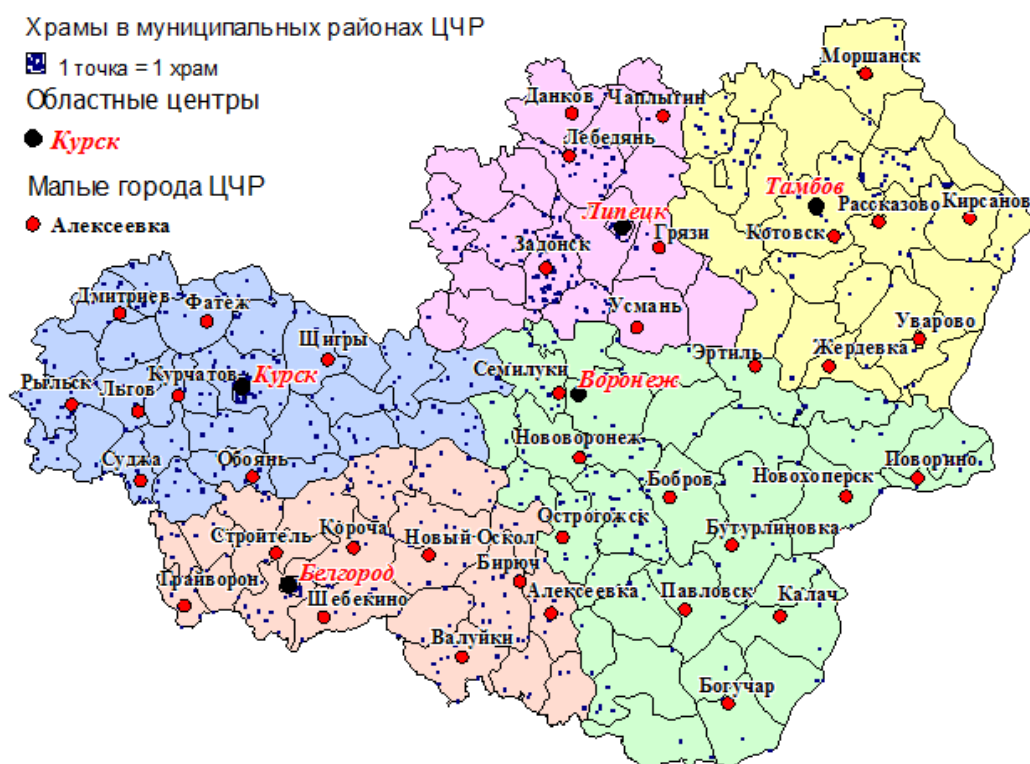 Храмы в муниципальных районах ЦЧР
1 точка = 1 храм
Областные центры
Курск
Малые города ЦЧР
Алексеевка
Моршанск
Данков
Чаплыгин
Лебедянь
Тамбов
Рассказово
Кирсанов
Липецк
Котовск
Грязи
Задонск
Дмитриев
Фатеж
Усмань
Уварово
Щигры
Жердевка
Эртиль
Семилуки
Воронеж
Курчатов
Курск
Рыльск
Льгов
Нововоронеж
Суджа
Обоянь
Бобров
Новохоперск
Поворино
Острогожск
Бутурлиновка
Короча
Строитель
Новый Оскол
Бирюч
Белгород
Грайворон
Шебекино
Алексеевка
Павловск
Калач
Валуйки
Богучар